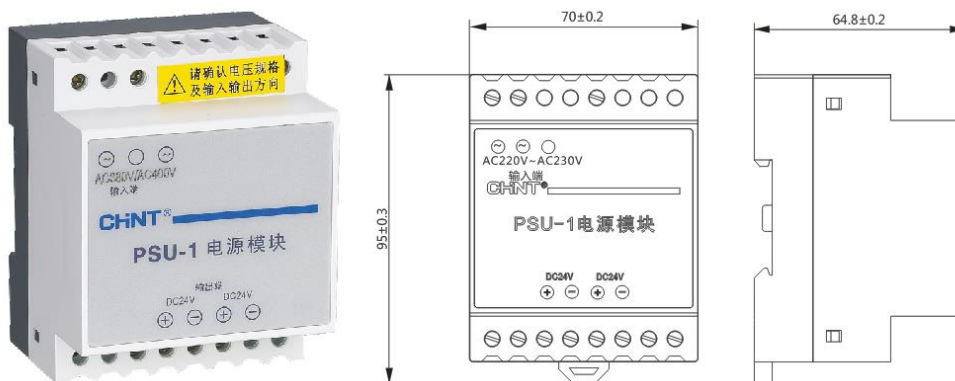 请确认电压规格
及输入输出方向
AC380V/AC400V
输入端
CHNT®
PSU-1 电源模块
输出端
DC24V DC24V
70±0.2
95±0.3
AC220V~AC230V
输入端
CHNT®
PSU-1电源模块
DC24V DC24V
64.8±0.2